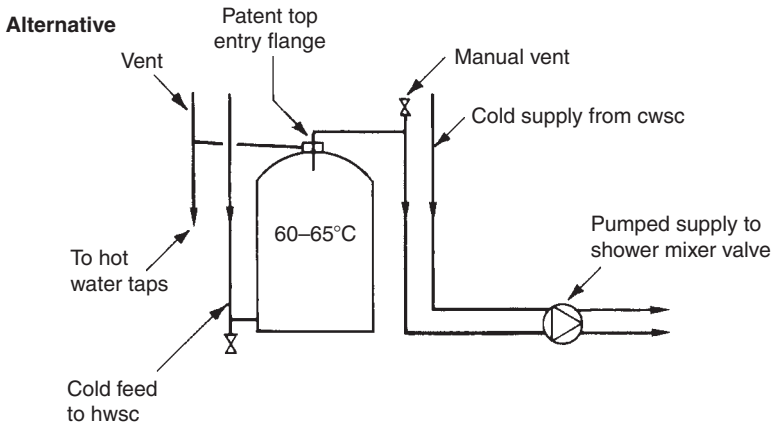 Alternative
Patent top
entry flange
Vent
Manual vent
Cold supply from cwsc
60–65°C
Pumped supply to
shower mixer valve
To hot
water taps
Cold feed
to hwsc